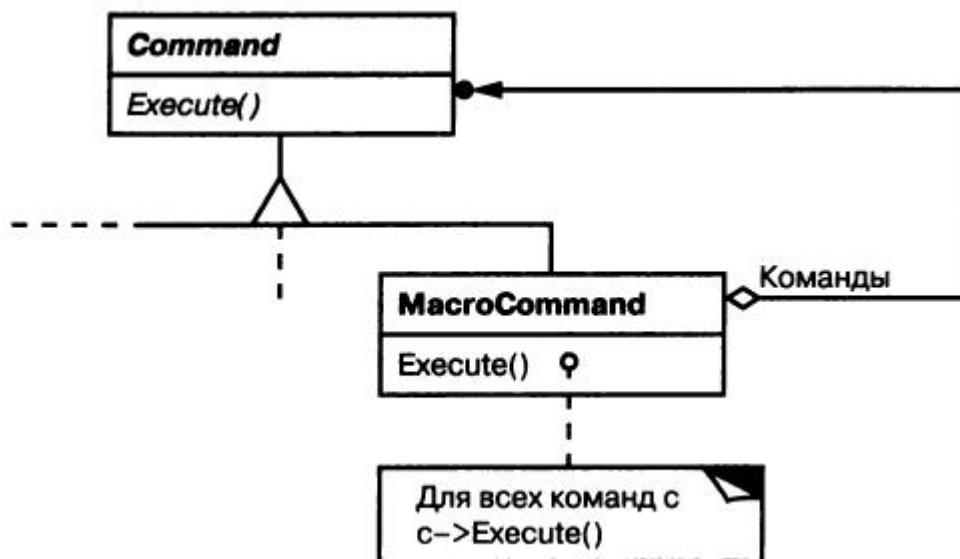 Command
Execute()
Команды
MacroCommand
Execute()
Для всех команд с
c->Execute()